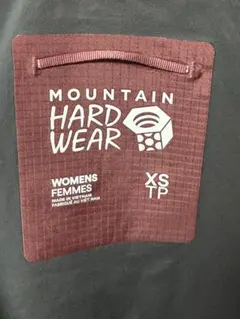 MOUNTAIN
HARD
WEAR
WOMENS XS
FEMMES TP
MADE IN VIETNAM
FABRIQUÉ AU VIET NAM